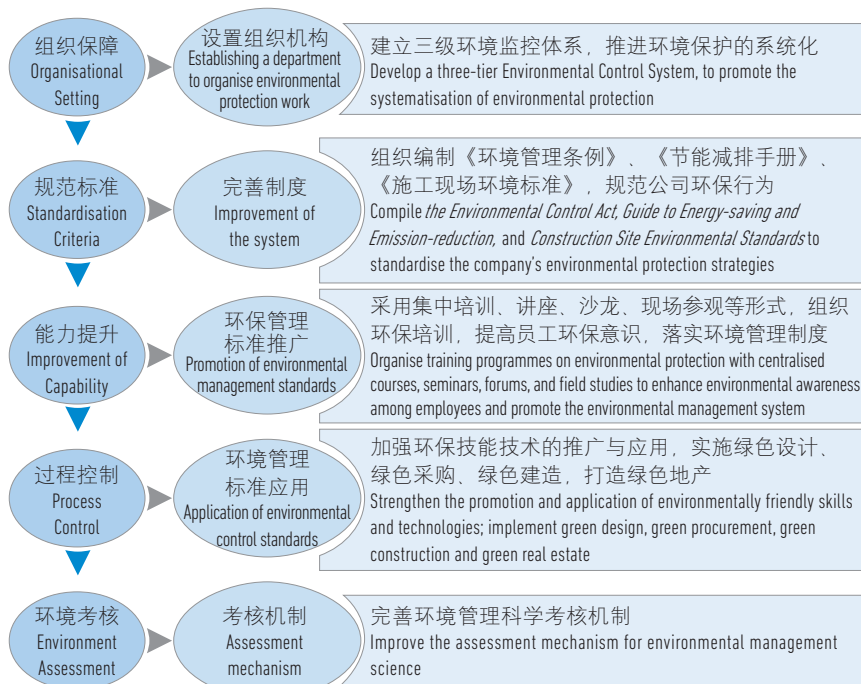 组织保障
Organisational
Setting
设置组织机构
Establishing a department
to organise environmental
protection work
建立三级环境监控体系，推进环境保护的系统化
Develop a three-tier Environmental Control System, to promote the
systematisation of environmental protection
规范标准
Standardisation
Criteria
完善制度
Improvement of
the system
组织编制《环境管理条例》、《节能减排手册》、
《施工现场环境标准》，规范公司环保行为
Compile the Environmental Control Act, Guide to Energy-saving and
Emission-reduction, and Construction Site Environmental Standards to
standardise the company's environmental protection strategies
能力提升
Improvement of
Capability
环保管理
标准推广
Promotion of environmental
management standards
采用集中培训、讲座、沙龙、现场参观等形式，组织
环保培训，提高员工环保意识，落实环境管理制度
Organise training programmes on environmental protection with centralised
courses, seminars, forums, and field studies to enhance environmental awareness
among employees and promote the environmental management system
过程控制
Process
Control
环境管理
标准应用
Application of environmental
control standards
加强环保技能技术的推广与应用，实施绿色设计、
绿色采购、绿色建造，打造绿色地产
Strengthen the promotion and application of environmentally friendly skills
and technologies; implement green design, green procurement, green
construction and green real estate
环境考核
Environment
Assessment
考核机制
Assessment
mechanism
完善环境管理科学考核机制
Improve the assessment mechanism for environmental management
science